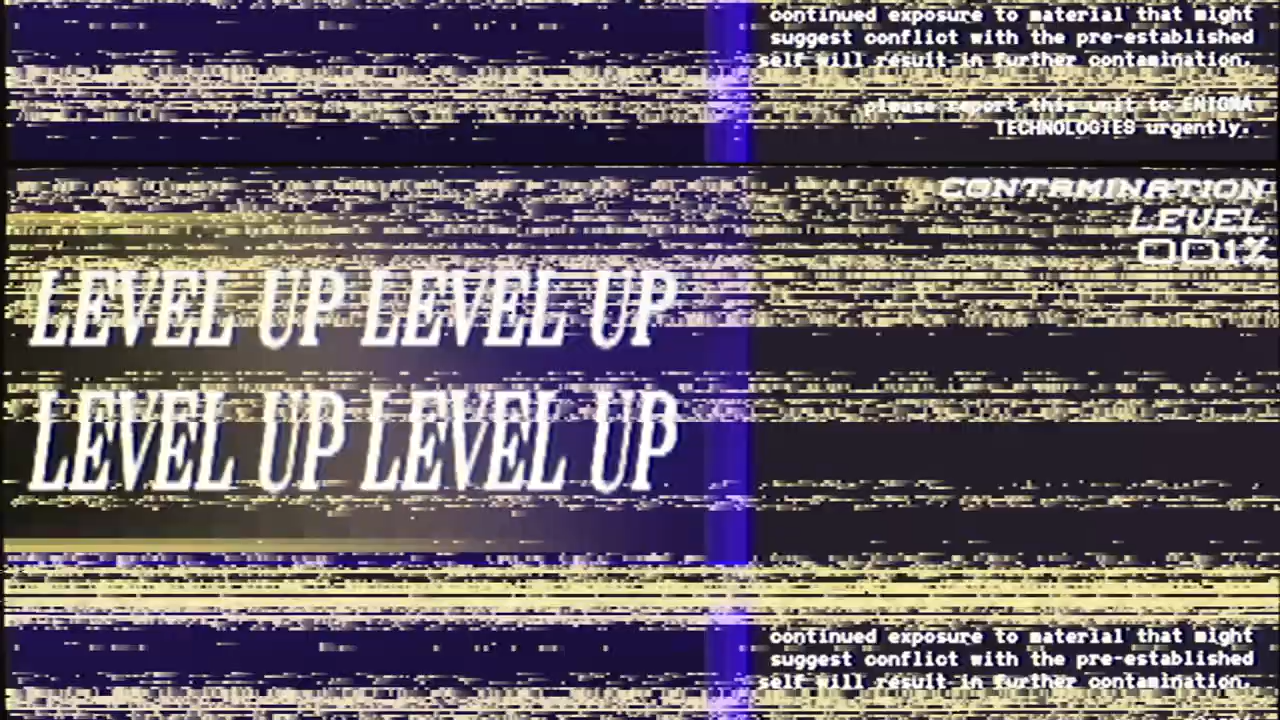 continued exposure to material that might
suggest conflict with the pre-established
self will result in further contamination.
please report this unit to ENIGMA
TECHNOLOGIES urgently.
CONTAMINATION
LEVEL
001%
LEVEL UP LEVEL UP
LEVEL UP LEVEL UP
continued exposure to material that might
suggest conflict with the pre-established
self will result in further contamination.